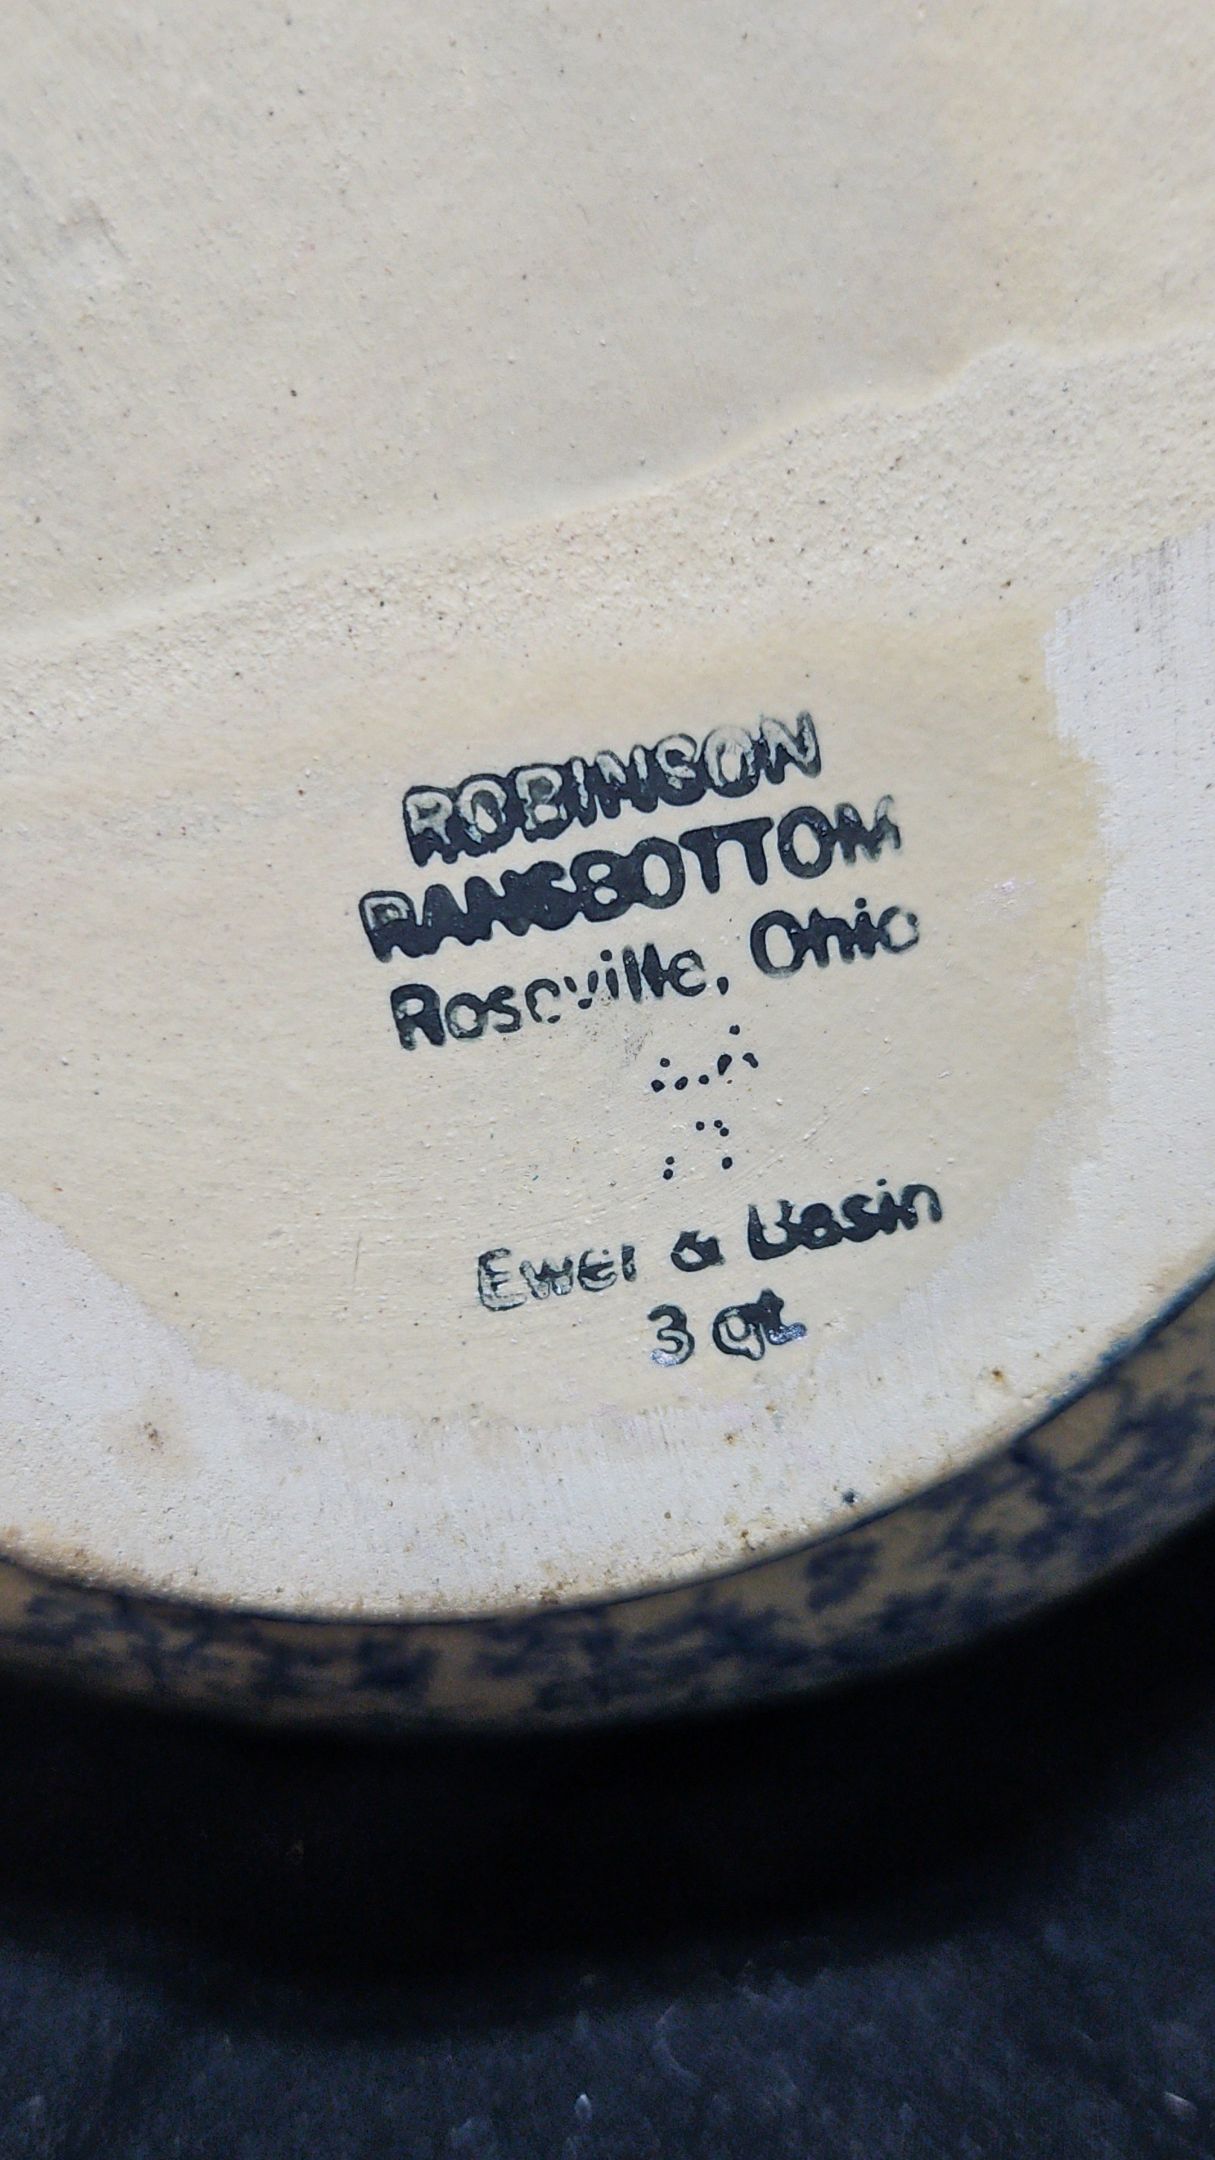 ROBINSON
RANSBOTTOM
Roseville, Ohio
Ewer & Basin
3 qt